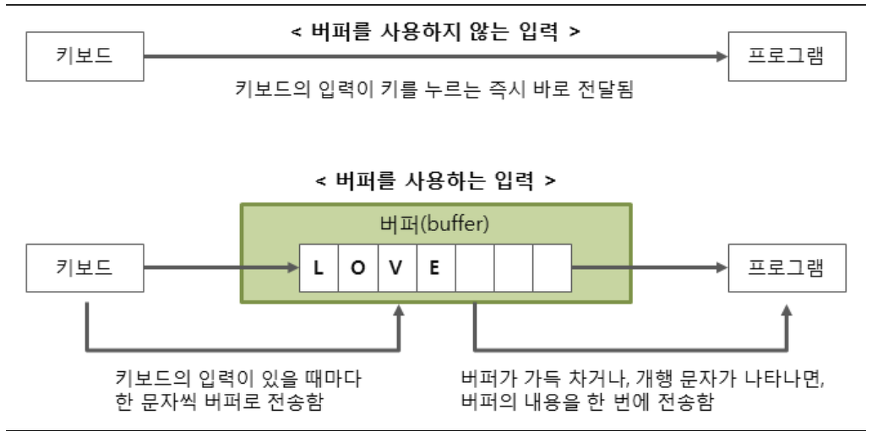 < 버퍼를 사용하지 않는 입력 >
키보드
프로그램
키보드의 입력이 키를 누르는 즉시 바로 전달됨
< 버퍼를 사용하는 입력 >
버퍼(buffer)
키보드
L O V E
프로그램
키보드의 입력이 있을 때마다
한 문자씩 버퍼로 전송함
버퍼가 가득 차거나, 개행 문자가 나타나면,
버퍼의 내용을 한 번에 전송함